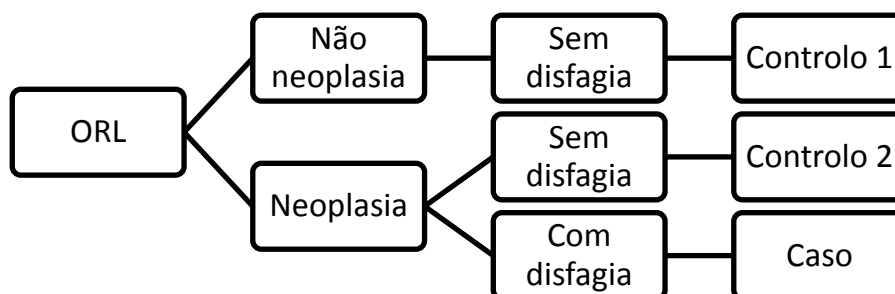 ORL
Não
neoplasia
Sem
disfagia
Controlo 1
Neoplasia
Sem
disfagia
Controlo 2
Com
disfagia
Caso